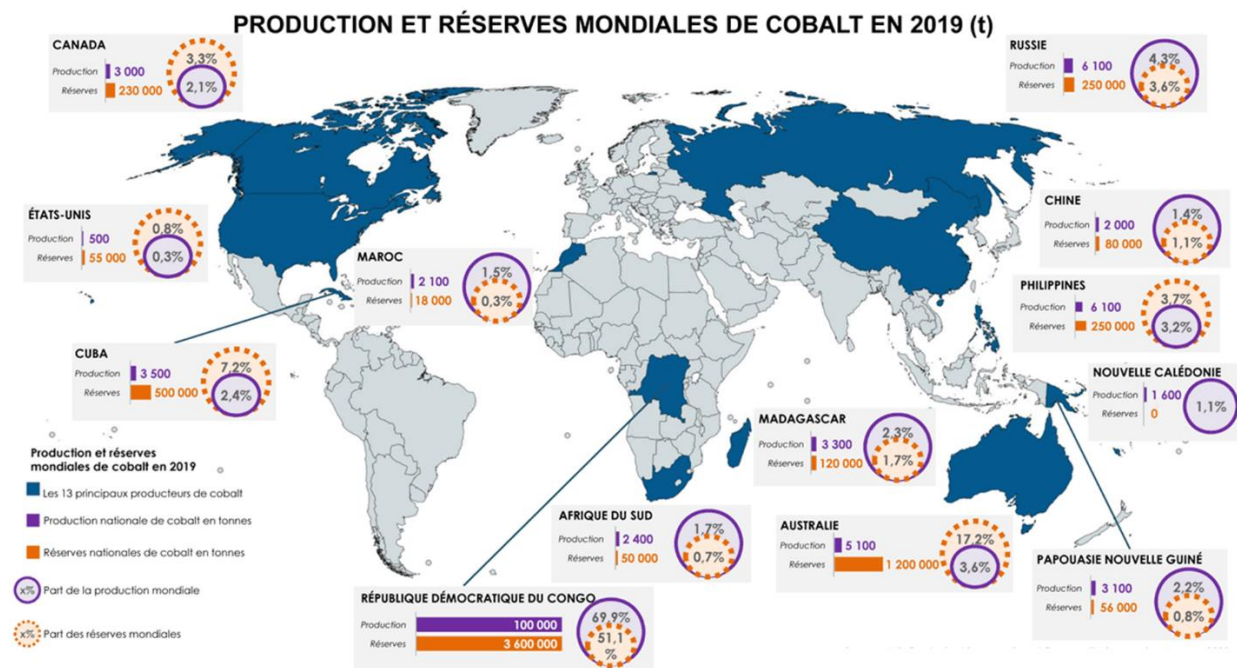 PRODUCTION ET RÉSERVES MONDIALES DE COBALT EN 2019 (t)
CANADA
Production 3 000
Réserves 230 000
3,3%
2,1%
RUSSIE
Production 6 100
Réserves 250 000
4,3%
3,6%
ÉTATS-UNIS
Production 500
Réserves 55 000
0,8%
0,3%
MAROC
Production 2 100
Réserves 18 000
1,5%
0,3%
CHINE
Production 2 000
Réserves 80 000
1,4%
1,1%
PHILIPPINES
Production 6 100
Réserves 250 000
3,7%
3,2%
CUBA
Production 3 500
Réserves 500 000
7,2%
2,4%
NOUVELLE CALÉDONIE
Production 1 600
Réserves 0
1,1%
MADAGASCAR
Production 3 300
Réserves 120 000
2,3%
1,7%
Production et réserves
mondiales de cobalt en 2019
Les 13 principaux producteurs de cobalt
Production nationale de cobalt en tonnes
Réserves nationales de cobalt en tonnes
x% Part de la production mondiale
x% Part des réserves mondiales
AFRIQUE DU SUD
Production 2 400
Réserves 50 000
1,7%
0,7%
AUSTRALIE
Production 5 100
Réserves 1 200 000
17,2%
3,6%
PAPOUASIE NOUVELLE GUINÉ
Production 3 100
Réserves 56 000
2,2%
0,8%
RÉPUBLIQUE DÉMOCRATIQUE DU CONGO
Production 100 000
Réserves 3 600 000
69,9%
51,1
%